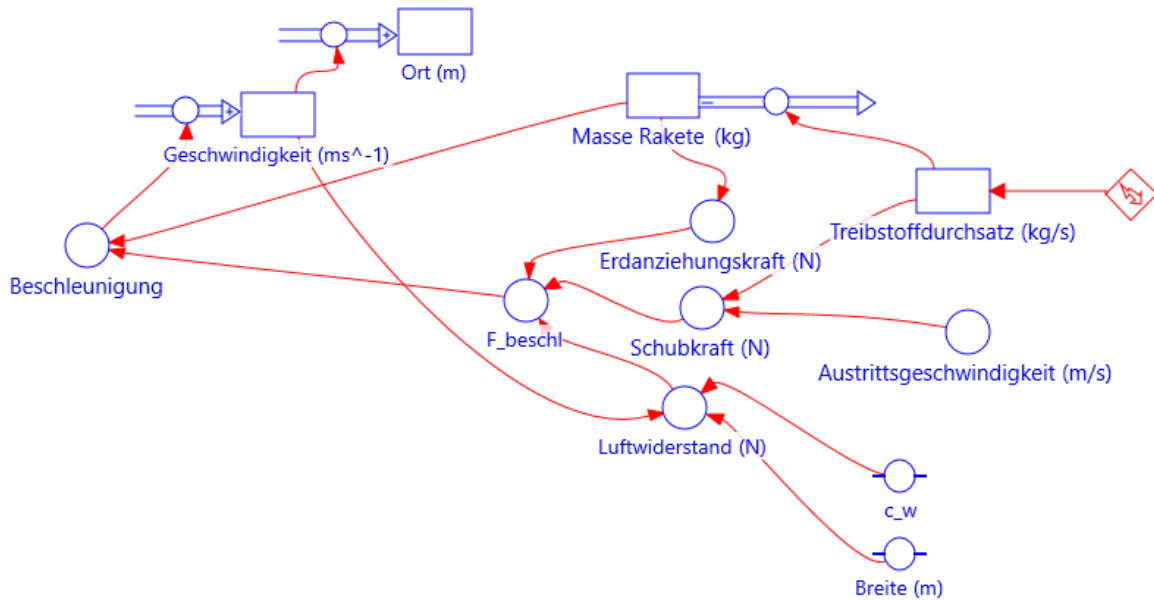 Ort (m)
Masse Rakete (kg)
Geschwindigkeit (ms^-1)
Treibstoffdurchsatz (kg/s)
Erdanziehungskraft (N)
Beschleunigung
F_beschl
Schubkraft (N)
Austrittsgeschwindigkeit (m/s)
Luftwiderstand (N)
c_w
Breite (m)